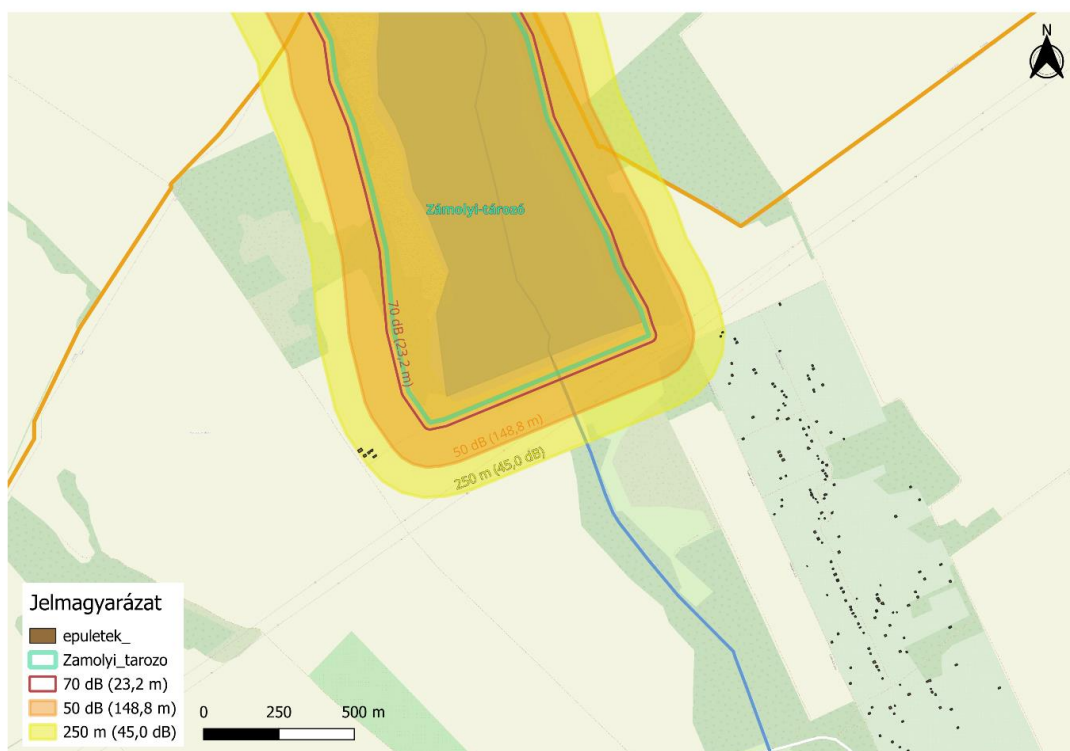 N
Zámolyi-tározó
70 dB (23,2 m)
50 dB (148,8 m)
250 m (45,0 dB)
Jelmagyarázat
epuletek_
Zamolyi_tarozo
70 dB (23,2 m)
50 dB (148,8 m)
250 m (45,0 dB)
0 250 500 m